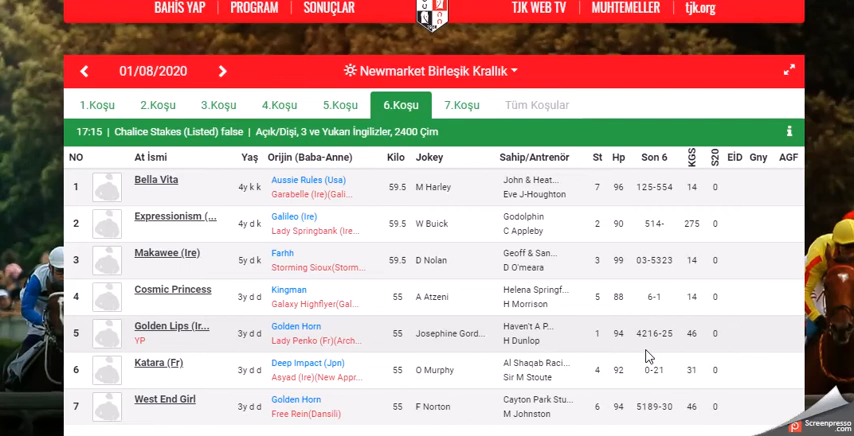 BAHİS YAP PROGRAM SONUÇLAR TJK WEB TV MUHTEMELLER tjk.org
01/08/2020 Newmarket Birleşik Krallık
1.Koşu 2.Koşu 3.Koşu 4.Koşu 5.Koşu 6.Koşu 7.Koşu Tüm Koşular
17:15 | Chalice Stakes (Listed) false | Açık/Dişi, 3 ve Yukarı İngilizler, 2400 Çim
NO At İsmi Yaş Orijin (Baba-Anne) Kilo Jokey Sahip/Antrenör St Hp Son 6 KGS S20 EİD Gny AGF
1 Bella Vita 4y k k Aussie Rules (Usa) 59.5 M Harley John & Heat... 7 96 125-554 14 0
Garabelle (Ire)(Gali... Eve J-Houghton
2 Expressionism (... 4y d k Galileo (Ire) 59.5 W Buick Godolphin 2 90 514- 275 0
Lady Springbank (Ire... C Appleby
3 Makawee (Ire) 5y d k Farhh 59.5 D Nolan Geoff & San... 3 99 03-5323 14 0
Storming Sioux(Storm... D O'meara
4 Cosmic Princess 3y d d Kingman 55 A Atzeni Helena Springf... 5 88 6-1 14 0
Galaxy Highflyer(Gal... H Morrison
5 Golden Lips (Ir... 3y d d Golden Horn 55 Josephine Gord... Haven't A P... 1 94 4216-25 46 0
YP Lady Penko (Fr)(Arch... H Dunlop
6 Katara (Fr) 3y d d Deep Impact (Jpn) 55 O Murphy Al Shaqab Raci... 4 92 0-21 31 0
Asyad (Ire)(New Appr... Sir M Stoute
7 West End Girl 3y d d Golden Horn 55 F Norton Cayton Park Stu... 6 94 5189-30 46 0
Free Rein(Dansili) M Johnston
Screenpresso
.com